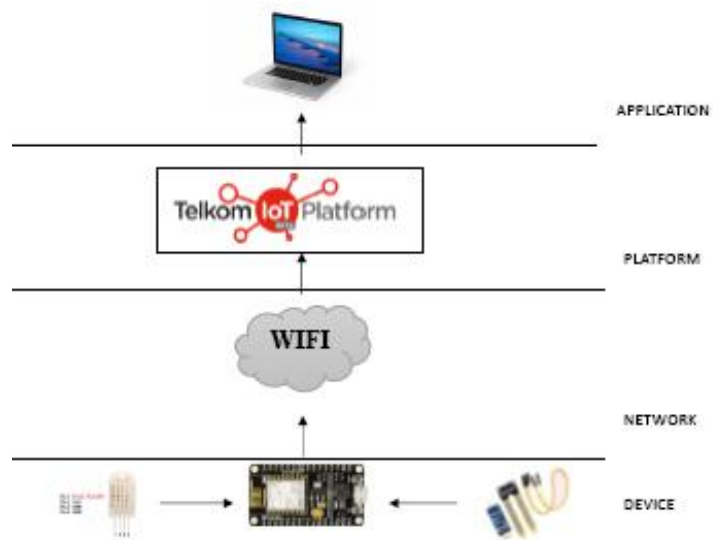 APPLICATION
Telkom IoT Platform
PLATFORM
WIFI
NETWORK
DEVICE